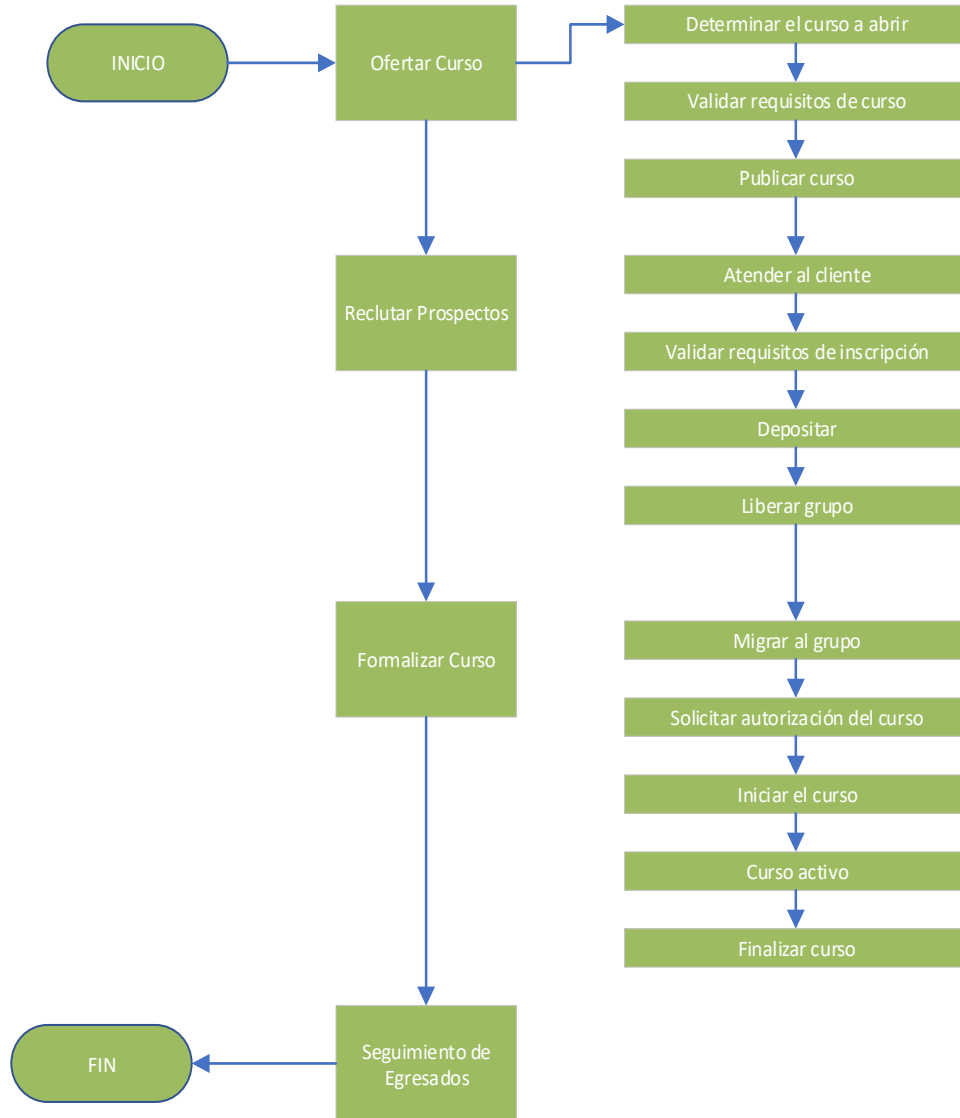 INICIO
Ofertar Curso
Determinar el curso a abrir
Validar requisitos de curso
Publicar curso
Reclutar Prospectos
Atender al cliente
Validar requisitos de inscripción
Depositar
Liberar grupo
Formalizar Curso
Migrar al grupo
Solicitar autorización del curso
Iniciar el curso
Curso activo
Finalizar curso
Seguimiento de
Egresados
FIN